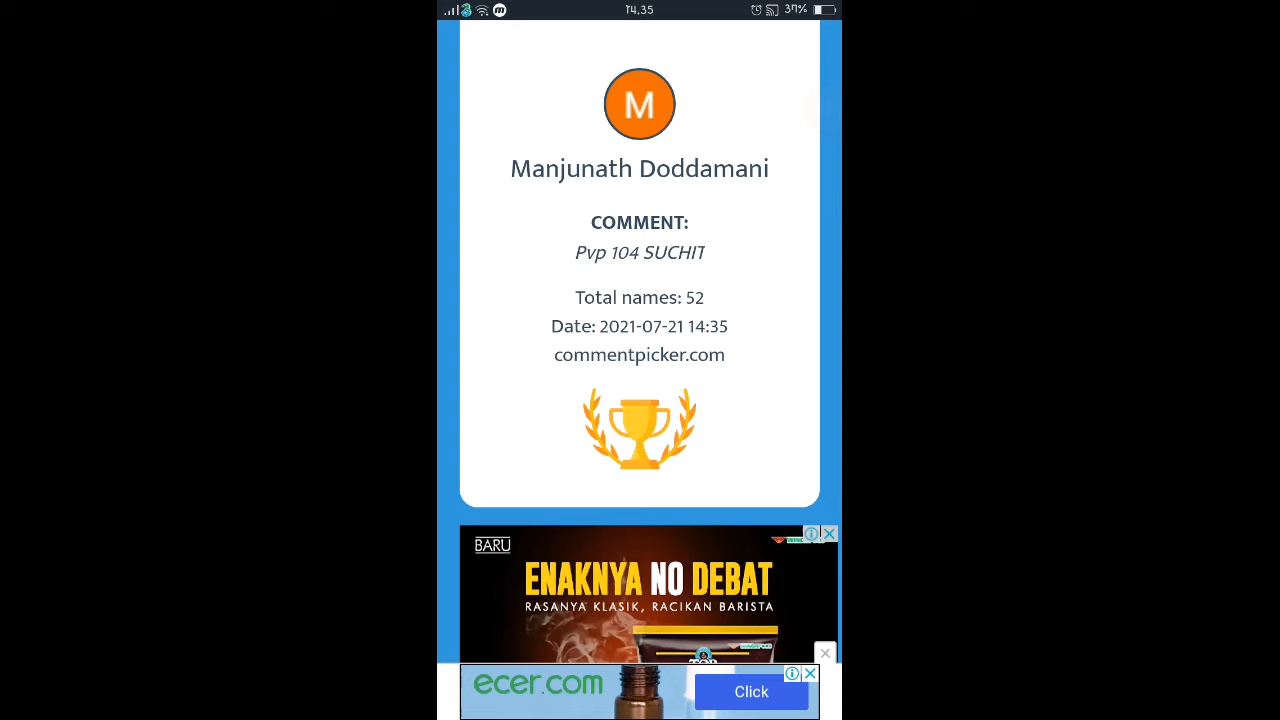 14.35
37%
M
Manjunath Doddamani
COMMENT:
Pvp 104 SUCHIT
Total names: 52
Date: 2021-07-21 14:35
commentpicker.com
BARU
ENAKNYA NO DEBAT
RASANYA KLASIK, RACIKAN BARISTA
TOP
ecer.com
Click